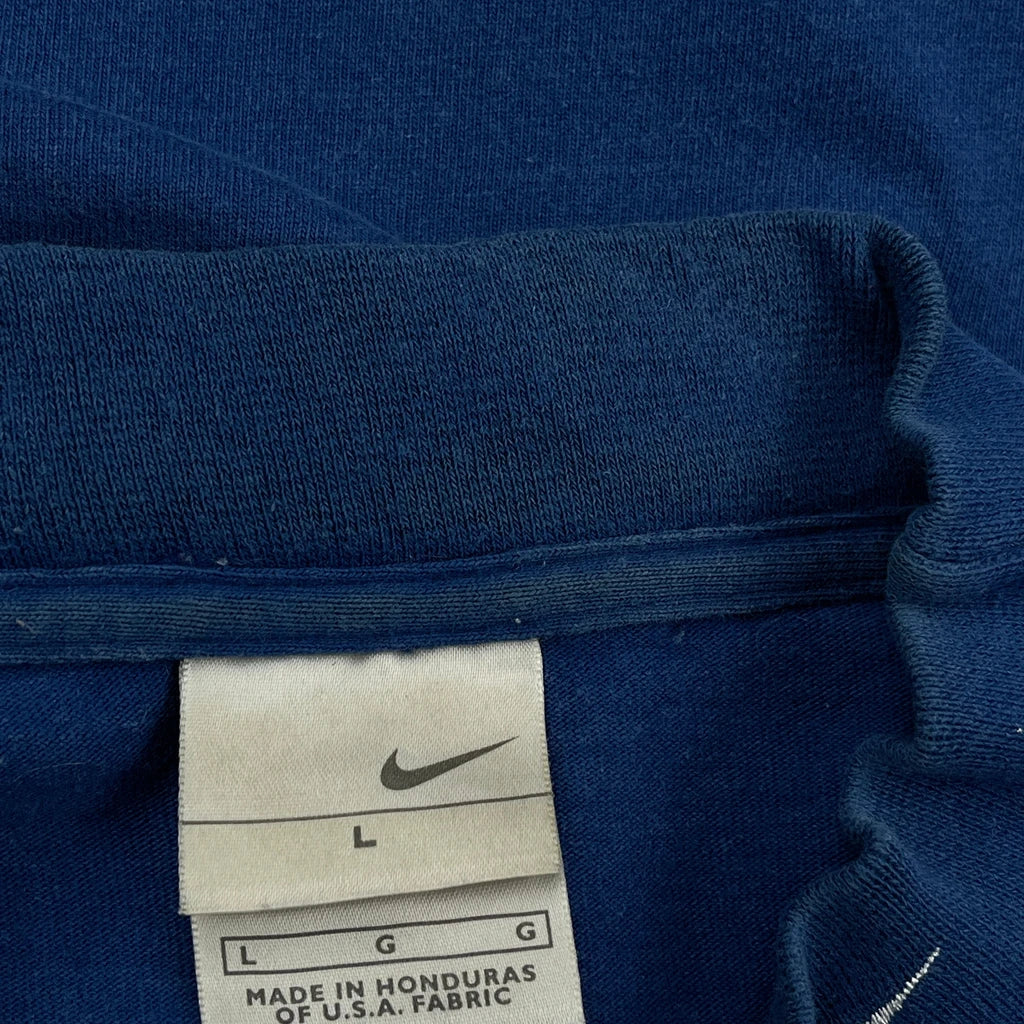 L
L G G
MADE IN HONDURAS
OF U.S.A. FABRIC